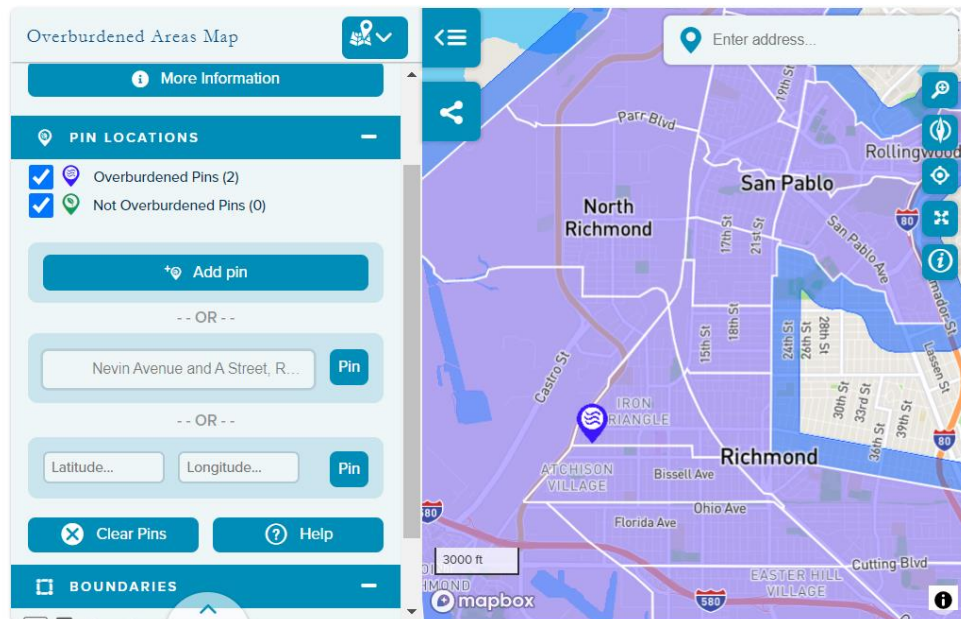 Overburdened Areas Map
More Information
PIN LOCATIONS
Overburdened Pins (2)
Not Overburdened Pins (0)
Add pin
- - OR - -
Nevin Avenue and A Street, R...
Pin
- - OR - -
Latitude...
Longitude...
Pin
Clear Pins
Help
BOUNDARIES
Enter address...
19th St
Parr Blvd
Rollingwood
San Pablo
North
Richmond
80
17th St
21st St
San Pablo Ave
15th St
18th St
24th St
26th St
28th St
Castro St
Lassen St
30th St
33rd St
36th St
39th St
IRON
RIANGLE
80
Richmond
ATCHISON
VILLAGE
Bissell Ave
580
Ohio Ave
Florida Ave
3000 ft
Cutting Blvd
EASTER HILL
VILLAGE
MOND
580
mapbox